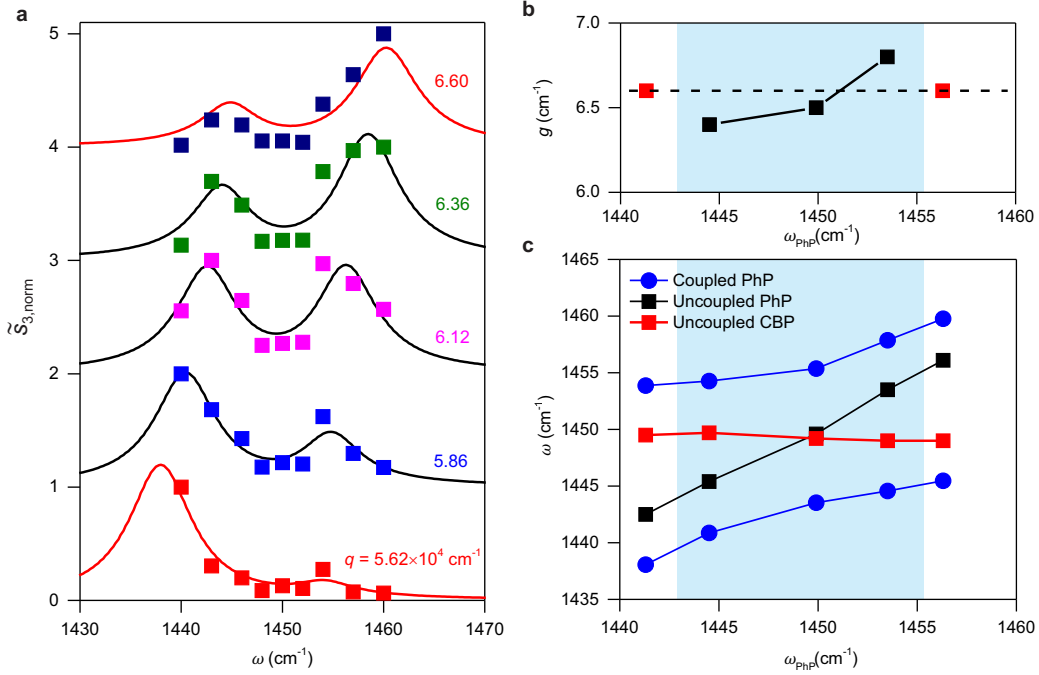 a
5
4
3
2
1
0
1430
1440
1450
1460
1470
ω (cm⁻¹)
S̃₃,norm
6.60
6.36
6.12
5.86
q = 5.62×10⁴ cm⁻¹
b
7.0
6.5
6.0
g (cm⁻¹)
1440
1445
1450
1455
1460
ω_PhP(cm⁻¹)
c
1465
1460
1455
1450
1445
1440
1435
ω (cm⁻¹)
Coupled PhP
Uncoupled PhP
Uncoupled CBP
1440
1445
1450
1455
1460
ω_PhP(cm⁻¹)